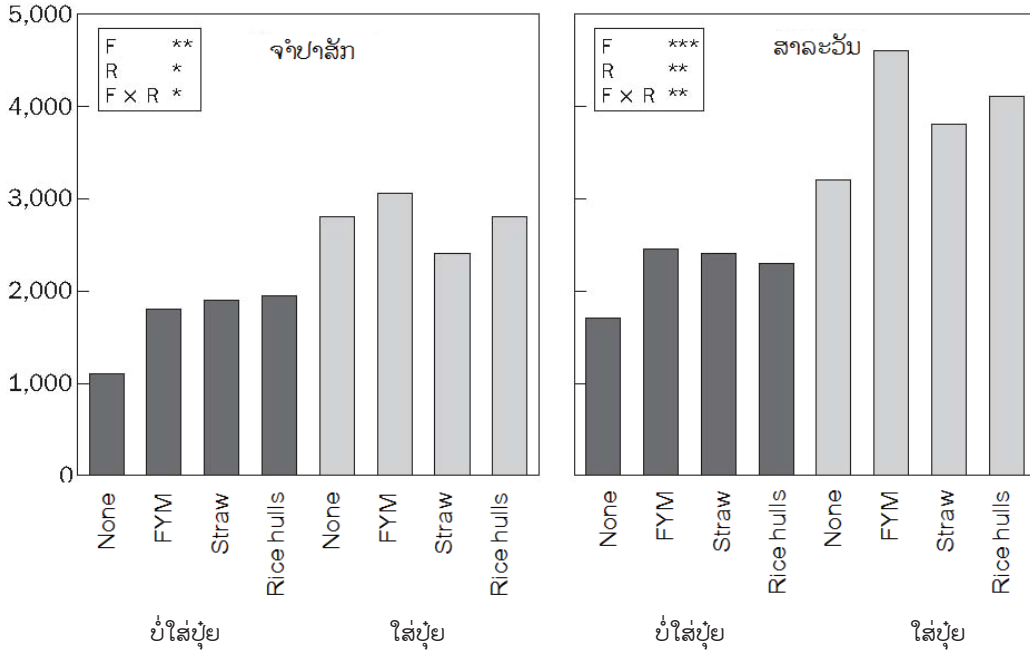 5,000
4,000
3,000
2,000
1,000
0
F **
R *
F × R *
ຈຳປາສັກ
None
FYM
Straw
Rice hulls
None
FYM
Straw
Rice hulls
ບໍ່ໃສ່ປຸ໋ຍ
ໃສ່ປຸ໋ຍ
F ***
R **
F × R **
ສາລະວັນ
None
FYM
Straw
Rice hulls
None
FYM
Straw
Rice hulls
ບໍ່ໃສ່ປຸ໋ຍ
ໃສ່ປຸ໋ຍ